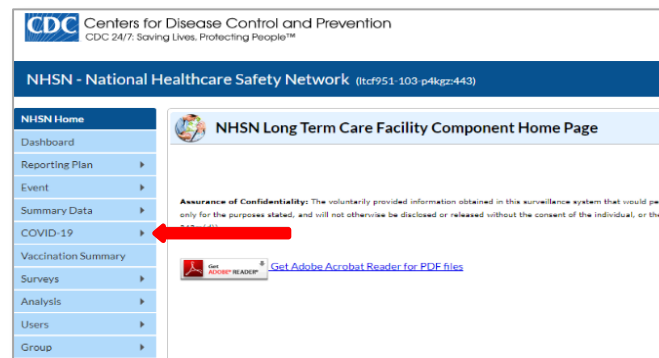 CDC Centers for Disease Control and Prevention
CDC 24/7: Saving Lives. Protecting People™
NHSN - National Healthcare Safety Network (ltcf951-103-p4kgz:443)
NHSN Home
Dashboard
Reporting Plan
Event
Summary Data
COVID-19
Vaccination Summary
Surveys
Analysis
Users
Group
NHSN Long Term Care Facility Component Home Page
Assurance of Confidentiality: The voluntarily provided information obtained in this surveillance system that would pe
only for the purposes stated, and will not otherwise be disclosed or released without the consent of the individual, or the
Get ADOBE® READER®
Get Adobe Acrobat Reader for PDF files